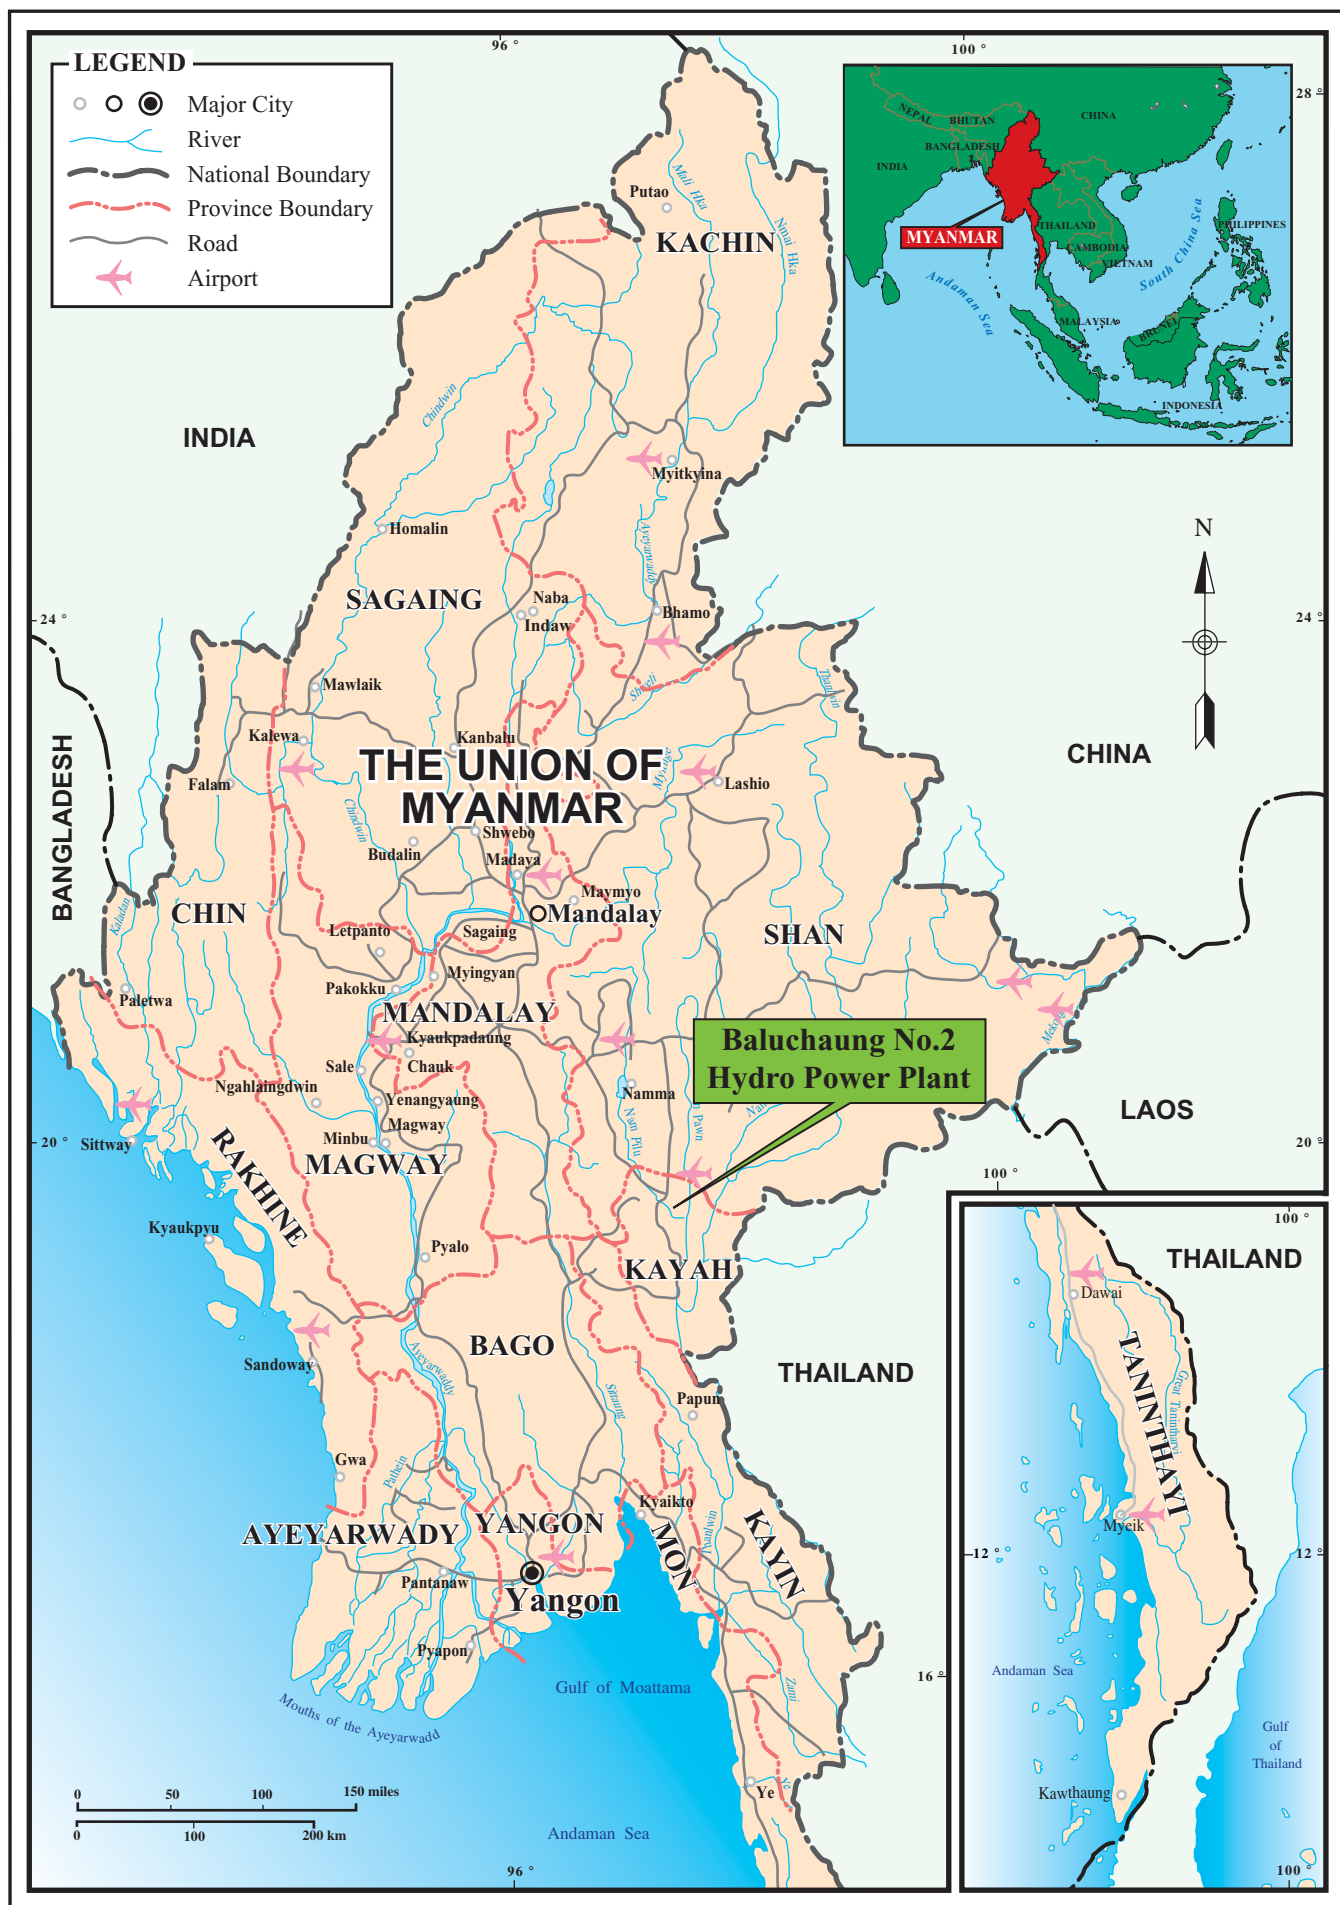 LEGEND
Major City
River
National Boundary
Province Boundary
Road
Airport
96 °
100 °
28 °
NEPAL
BHUTAN
CHINA
BANGLADESH
INDIA
MYANMAR
THAILAND
CAMBODIA
VIETNAM
PHILIPPINES
South China Sea
Andaman Sea
MALAYSIA
BRUNEI
INDONESIA
Putao
Mali Hka
Nmai Hka
KACHIN
Chindwin
INDIA
Myitkyina
Homalin
Ayeyarwaddy
N
SAGAING
Naba
Indaw
Bhamo
24 °
24 °
Mawlaik
Shweli
Thanlwin
Kalewa
Kanbalu
THE UNION OF
MYANMAR
Myitnge
CHINA
Falam
Lashio
Chindwin
Shwebo
Budalin
Madaya
BANGLADESH
Maymyo
Kaladan
CHIN
Mandalay
Letpanto
Sagaing
SHAN
Myingyan
Paletwa
Pakokku
MANDALAY
Mekong
Kyaukpadaung
Baluchaung No.2
Hydro Power Plant
Sale
Chauk
Ngahlaingdwin
Yenangyaung
Namma
Nam Pilu
Pawn
LAOS
Magway
Sittway
Minbu
20 °
20 °
MAGWAY
RAKHINE
100 °
Kyaukpyu
Pyalo
KAYAH
100 °
THAILAND
Dawai
BAGO
Ayeyarwaddy
Sandoway
THAILAND
TANINTHAYI
Great Tanintharvi
Sittaung
Papun
Gwa
Pathein
Kyaikto
AYEYARWADY
YANGON
MON
KAYIN
Myeik
12 °
12 °
Pantanaw
Yangon
Pyapon
16 °
Andaman Sea
Zami
Gulf of Moattama
Mouths of the Ayeyarwadd
Gulf
of
Thailand
Ye
Ye
Kawthaung
0 50 100 150 miles
0 100 200 km
Andaman Sea
96 °
100 °